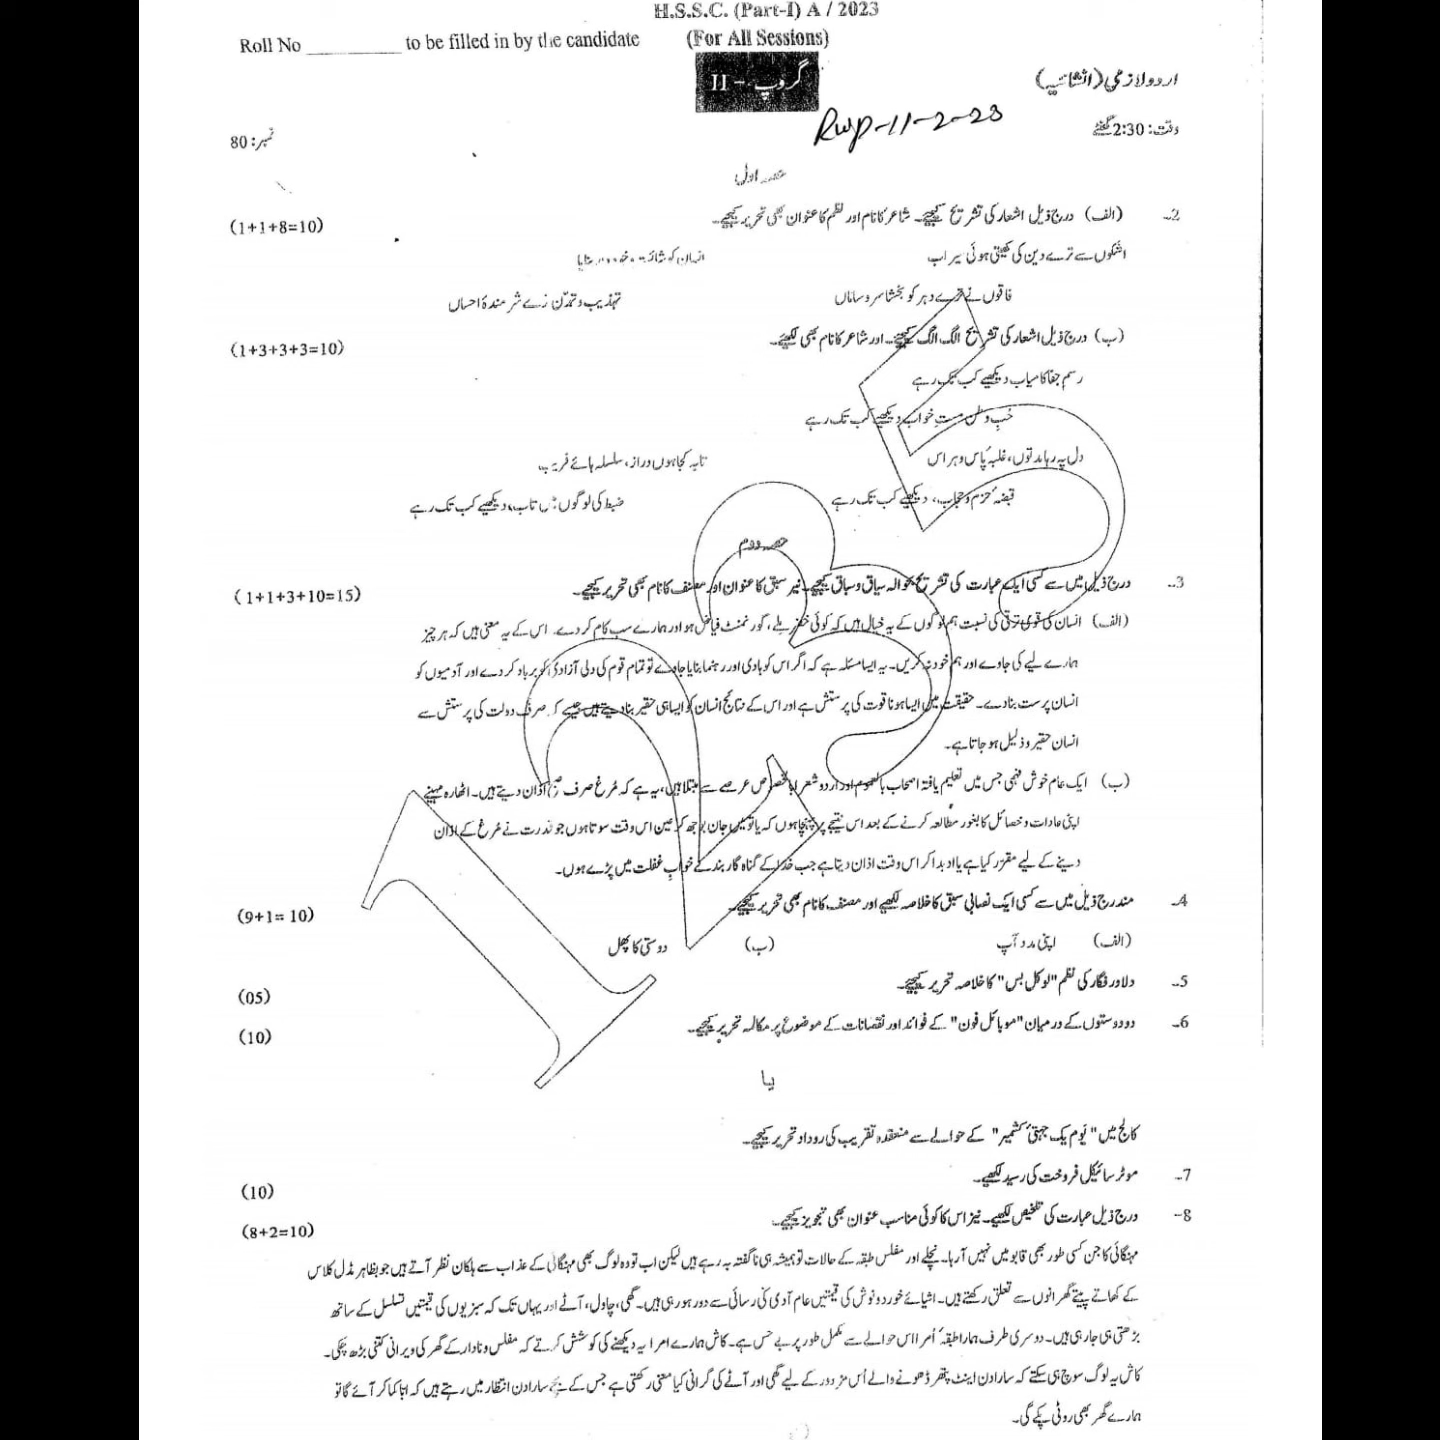 H.S.S.C. (Part-I) A / 2023
Roll No __________ to be filled in by the candidate (For All Sessions)
گروپ - II
اردو لازمی (انشائیہ)
Rwp-11-2-23
وقت: 2:30 گھنٹے
نمبر: 80
حصہ اول
2۔ (الف) درج ذیل اشعار کی تشریح کیجیے۔ شاعر کا نام اور نظم کا عنوان بھی تحریر کیجیے۔ (1+1+8=10)
اشکوں سے ترے دین کی کھیتی ہوئی سیراب انسان کو شائستہ
فاقوں نے ترے دہر کو بخشا سر و ساماں تہذیب و تمدّن ترے شرمندۂ احساں
(ب) درج ذیل اشعار کی تشریح الگ الگ کیجیے۔ اور شاعر کا نام بھی لکھیے۔ (1+3+3+3=10)
رسم جفا کامیاب دیکھیے کب تک رہے
حُبِ وطن مستِ خواب دیکھیے کب تک رہے
دل پہ رہا مدتوں، غلبۂ یاس و ہراس تابہ کجا ہوں دراز، سلسلہ ہائے فریب
قبضۂ حزم و حجاب، دیکھیے کب تک رہے ضبط کی لوگوں میں تاب، دیکھیے کب تک رہے
حصہ دوم
3۔ درج ذیل میں سے کسی ایک عبارت کی تشریح بحوالہ سیاق و سباق کیجیے۔ نیز سبق کا عنوان اور مصنف کا نام بھی تحریر کیجیے۔ (1+1+3+10=15)
(الف) انسان کی قومی ترقی کی نسبت ہم لوگوں کے یہ خیال ہیں کہ کوئی خضر ملے، گورنمنٹ فیاض ہو اور ہمارے سب کام کر دے۔ اس کے یہ معنی ہیں کہ ہر چیز
ہمارے لیے کی جاوے اور ہم خود نہ کریں۔ یہ ایسا مسئلہ ہے کہ اگر اس کو ہادی اور رہنما بنایا جاوے تو تمام قوم کی دلی آزادی کو برباد کر دے اور آدمیوں کو
انسان پرست بنا دے۔ حقیقت میں ایسا ہونا قوت کی پرستش ہے اور اس کے نتائج انسان کو ایسا ہی حقیر بنا دیتے ہیں جیسے کہ صرف دولت کی پرستش سے
انسان حقیر و ذلیل ہو جاتا ہے۔
(ب) ایک عام خوش فہمی جس میں تعلیم یافتہ اصحاب بالعموم اور اردو شعرا بالخصوص عرصے سے مبتلا ہیں، یہ ہے کہ مُرغ صرف صبح اذان دیتے ہیں۔ اٹھارہ مہینے
اپنی عادات و خصائل کا بغور مطالعہ کرنے کے بعد اس نتیجے پر پہنچا ہوں کہ یا تو میں جان بوجھ کر عین اس وقت سوتا ہوں جو قدرت نے مُرغ کے اذان
دینے کے لیے مقرّر کیا ہے یا ادبدا کر اس وقت اذان دیتا ہے جب خدا کے گناہ گار بندے خوابِ غفلت میں پڑے ہوں۔
4۔ مندرج ذیل میں سے کسی ایک نصابی سبق کا خلاصہ لکھیے اور مصنف کا نام بھی تحریر کیجیے۔ (9+1= 10)
(الف) اپنی مدد آپ (ب) دوستی کا پھل
5۔ دلاور فگار کی نظم "لوکل بس" کا خلاصہ تحریر کیجیے۔ (05)
6۔ دو دوستوں کے درمیان "موبائل فون" کے فوائد اور نقصانات کے موضوع پر مکالمہ تحریر کیجیے۔ (10)
یا
کالج میں "یوم یک جہتیٔ کشمیر" کے حوالے سے منعقدہ تقریب کی روداد تحریر کیجیے۔
7۔ موٹر سائیکل فروخت کی رسید لکھیے۔ (10)
8۔ درج ذیل عبارت کی تلخیص لکھیے۔ نیز اس کا کوئی مناسب عنوان بھی تجویز کیجیے۔ (8+2=10)
مہنگائی کا جن کسی طور بھی قابو میں نہیں آ رہا۔ نچلے اور مفلس طبقہ کے حالات تو ہمیشہ ہی ناگفتہ بہ رہے ہیں لیکن اب تو وہ لوگ بھی مہنگائی کے عذاب سے ہلکان نظر آتے ہیں جو بظاہر مڈل کلاس
کے کھاتے پیتے گھرانوں سے تعلق رکھتے ہیں۔ اشیائے خورد و نوش کی قیمتیں عام آدمی کی رسائی سے دور ہو رہی ہیں۔ گھی، چاول، آٹے اور یہاں تک کہ سبزیوں کی قیمتیں تسلسل کے ساتھ
بڑھتی ہی جا رہی ہیں۔ دوسری طرف ہمارا طبقۂ اُمرا اس حوالے سے مکمل طور پر بے حس ہے۔ کاش ہمارے امرا یہ دیکھنے کی کوشش کرتے کہ مفلس و نادار کے گھر کی ویرانی کتنی بڑھ چکی۔
کاش یہ لوگ سوچ ہی سکتے کہ سارا دن اینٹ پتھر ڈھونے والے اُس مزدور کے لیے گھی اور آٹے کی گرانی کیا معنی رکھتی ہے جس کے بچے سارا دن انتظار میں رہتے ہیں کہ ابا کما کر آئے گا تو
ہمارے گھر بھی روٹی پکے گی۔